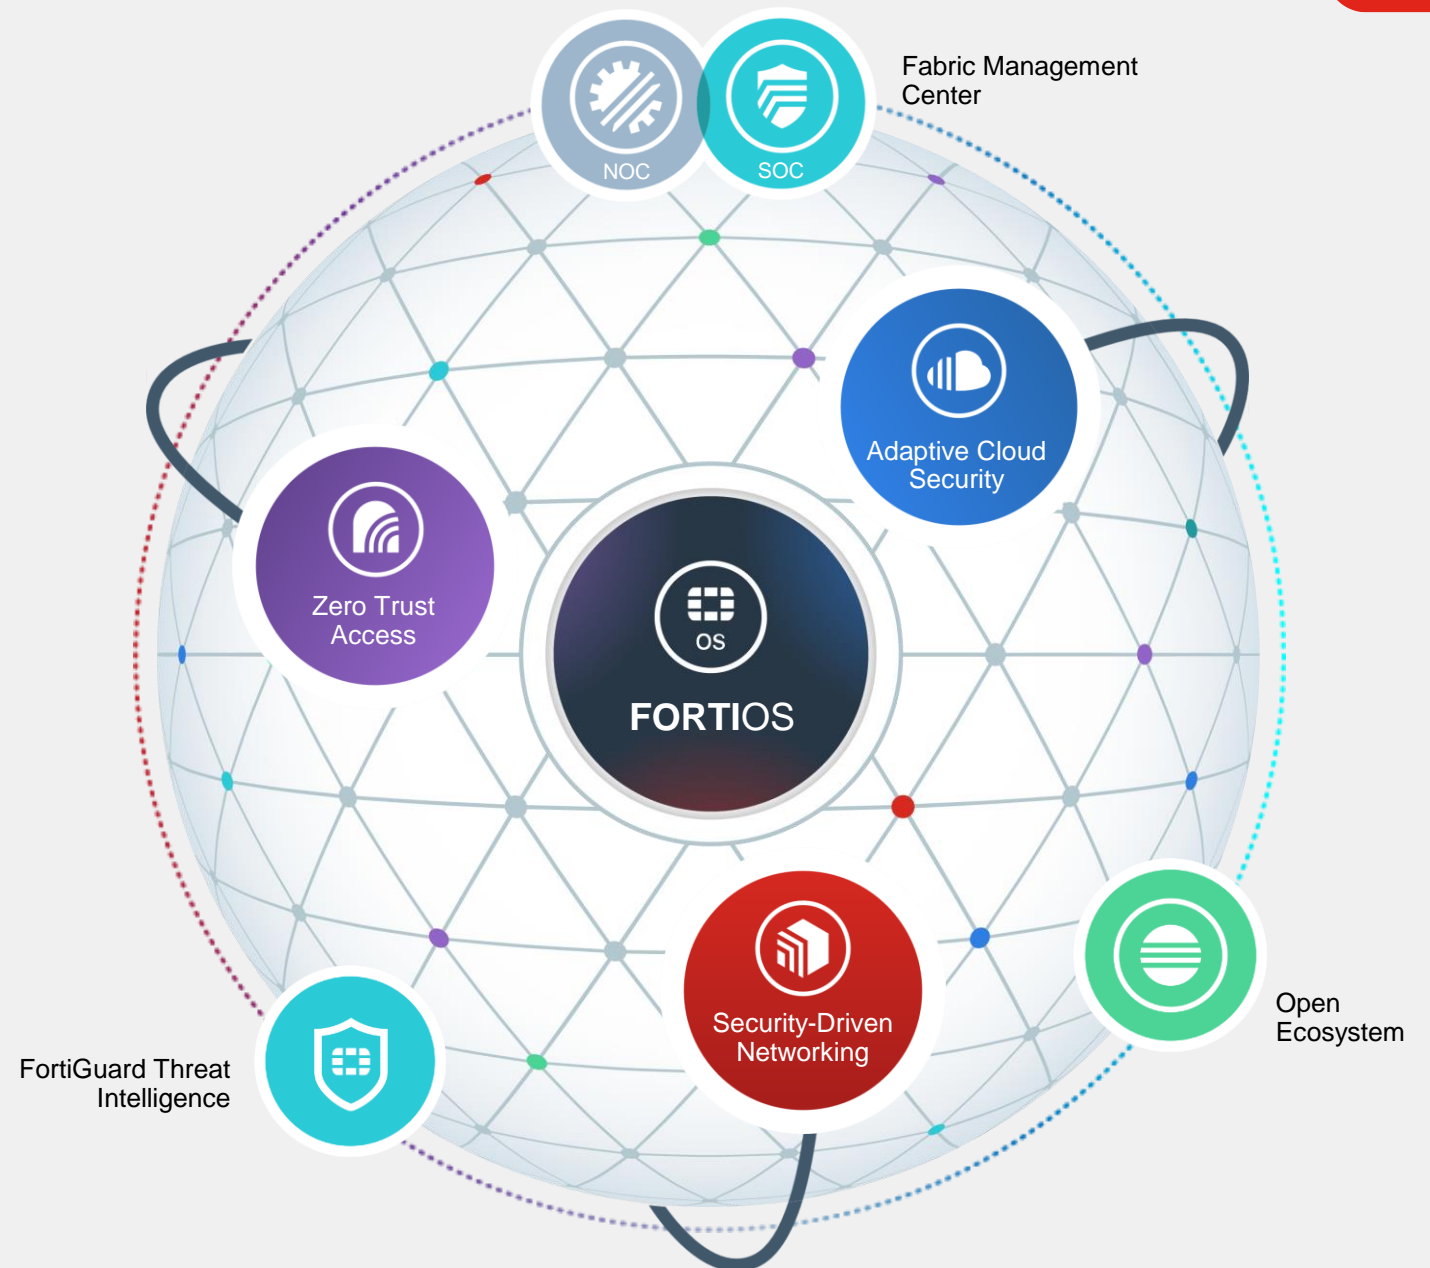 Fabric Management
Center
NOC
SOC
Adaptive Cloud
Security
Zero Trust
Access
OS
FORTIOS
Security-Driven
Networking
Open
Ecosystem
FortiGuard Threat
Intelligence